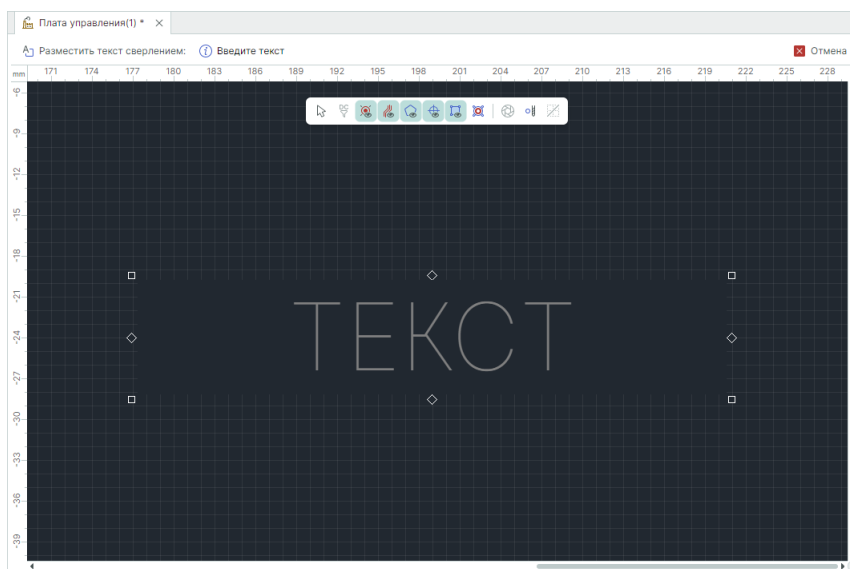 Плата управления(1) *
Разместить текст сверлением: Введите текст Отмена
mm 171 174 177 180 183 186 189 192 195 198 201 204 207 210 213 216 219 222 225 228
-6
DC
-9
-12
-15
-18
-21
ТЕКСТ
-24
-27
-30
-33
-36
-39